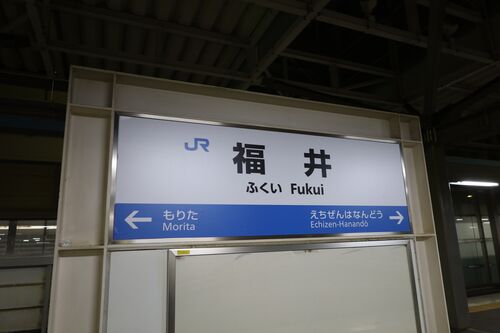 JR 福井
ふくい Fukui
← もりた えちぜんはなんどう →
Morita Echizen-Hanandō